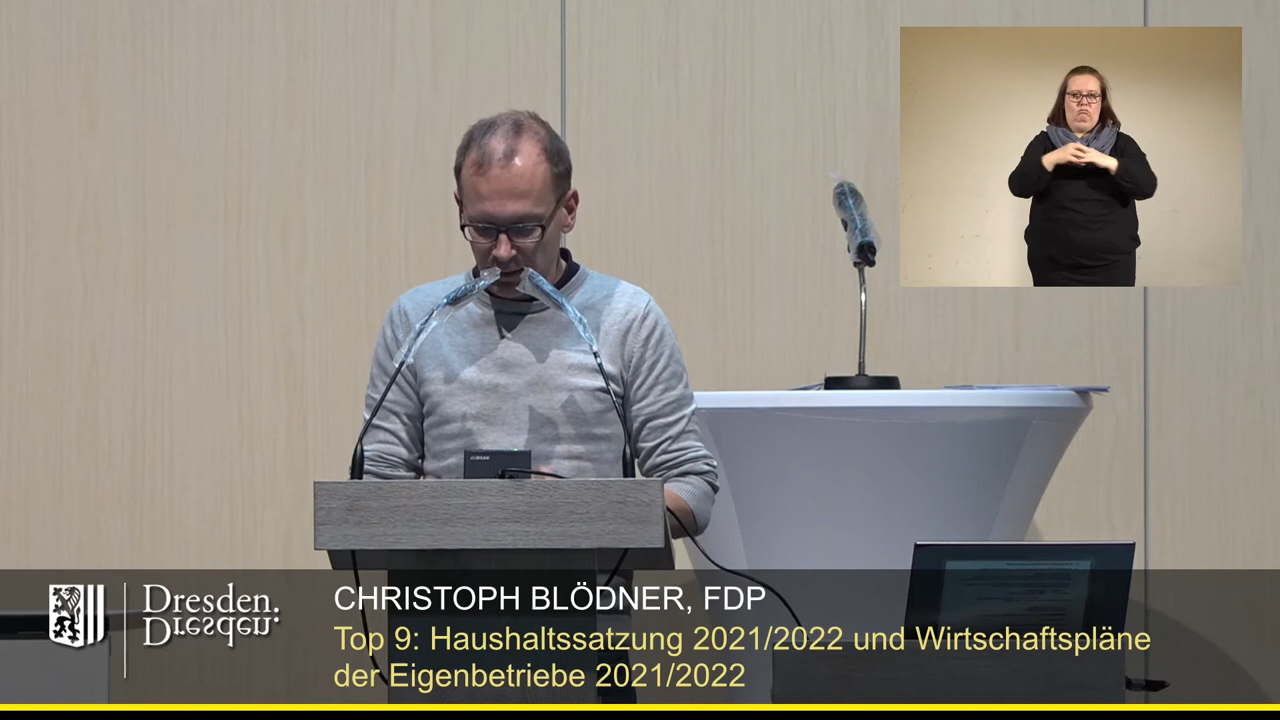 Dresden.
CHRISTOPH BLÖDNER, FDP
Top 9: Haushaltssatzung 2021/2022 und Wirtschaftspläne
der Eigenbetriebe 2021/2022